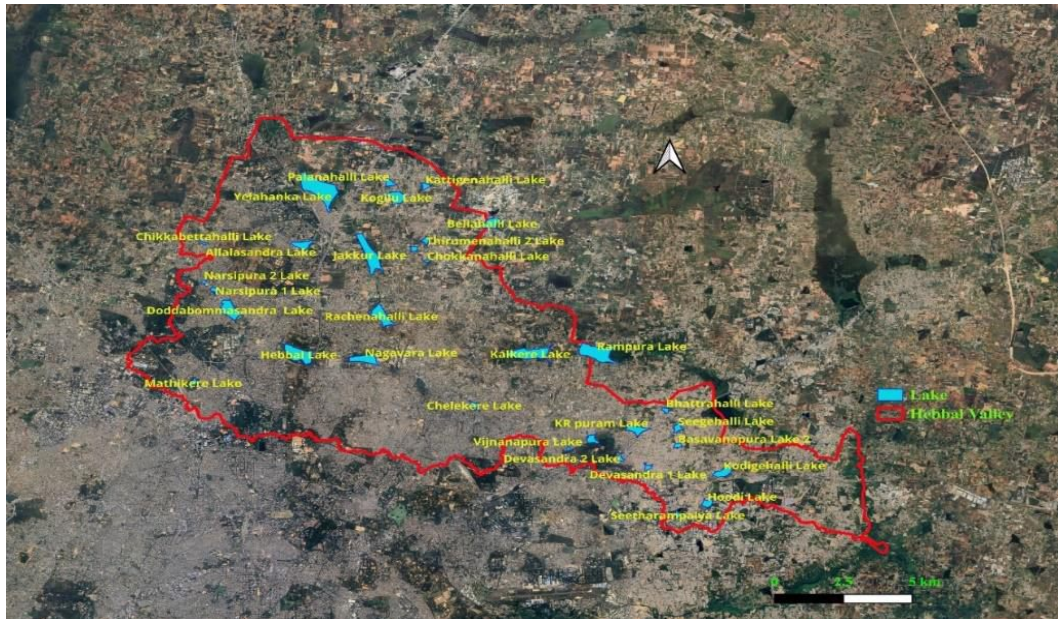 Palanahalli Lake
Kattigenahalli Lake
Yelahanka Lake
Kogilu Lake
Bellahalli Lake
Chikkabettahalli Lake
Thirumenahalli 2 Lake
Allalasandra Lake
Jakkur Lake
Chokkanahalli Lake
Narsipura 2 Lake
Narsipura 1 Lake
Doddabommasandra Lake
Rachenahalli Lake
Hebbal Lake
Nagavara Lake
Kalkere Lake
Rampura Lake
Mathikere Lake
Chelekere Lake
Bhattrahalli Lake
KR puram Lake
Seegehalli Lake
Vijnanapura Lake
Basavanapura Lake 2
Devasandra 2 Lake
Devasandra 1 Lake
Kodigehalli Lake
Hoodi Lake
Seetharampalya Lake
Lake
Hebbal Valley
0 2.5 5 km